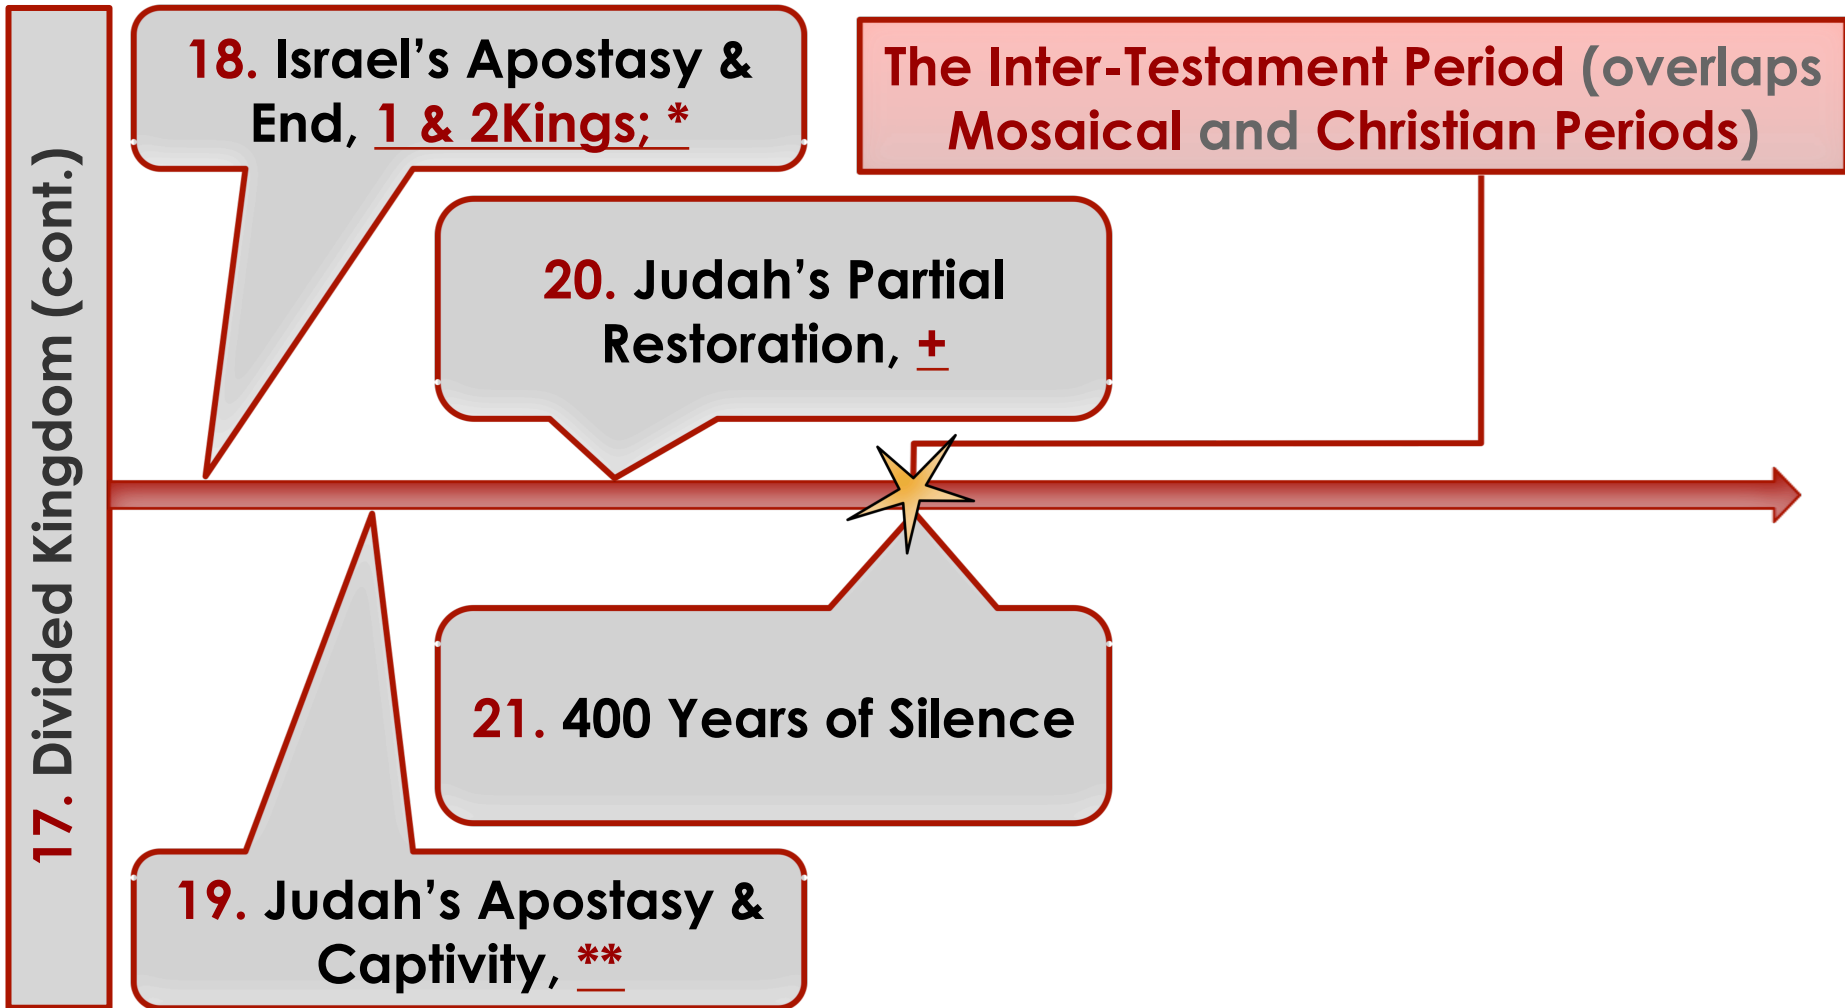 17. Divided Kingdom (cont.)
18. Israel’s Apostasy &
End, 1 & 2Kings; *
The Inter-Testament Period (overlaps
Mosaical and Christian Periods)
20. Judah’s Partial
Restoration, +
21. 400 Years of Silence
19. Judah’s Apostasy &
Captivity, **